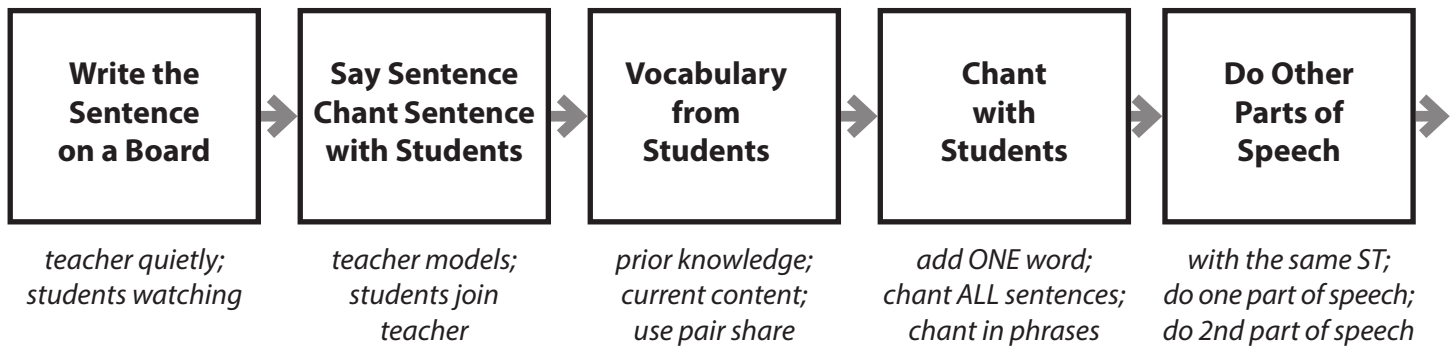 Write the
Sentence
on a Board
Say Sentence
Chant Sentence
with Students
Vocabulary
from
Students
Chant
with
Students
Do Other
Parts of
Speech
teacher quietly;
students watching
teacher models;
students join
teacher
prior knowledge;
current content;
use pair share
add ONE word;
chant ALL sentences;
chant in phrases
with the same ST;
do one part of speech;
do 2nd part of speech